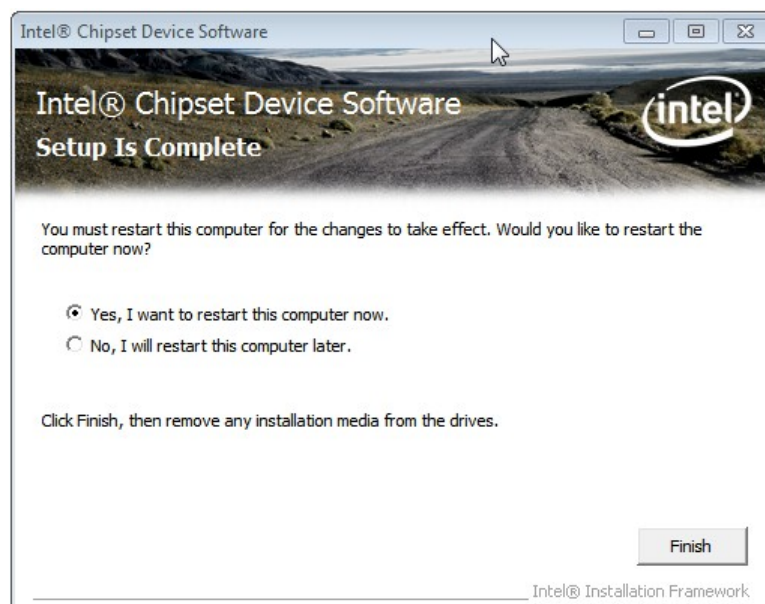 Intel® Chipset Device Software
Intel® Chipset Device Software
intel
Setup Is Complete
You must restart this computer for the changes to take effect. Would you like to restart the
computer now?
Yes, I want to restart this computer now.
No, I will restart this computer later.
Click Finish, then remove any installation media from the drives.
Finish
Intel® Installation Framework